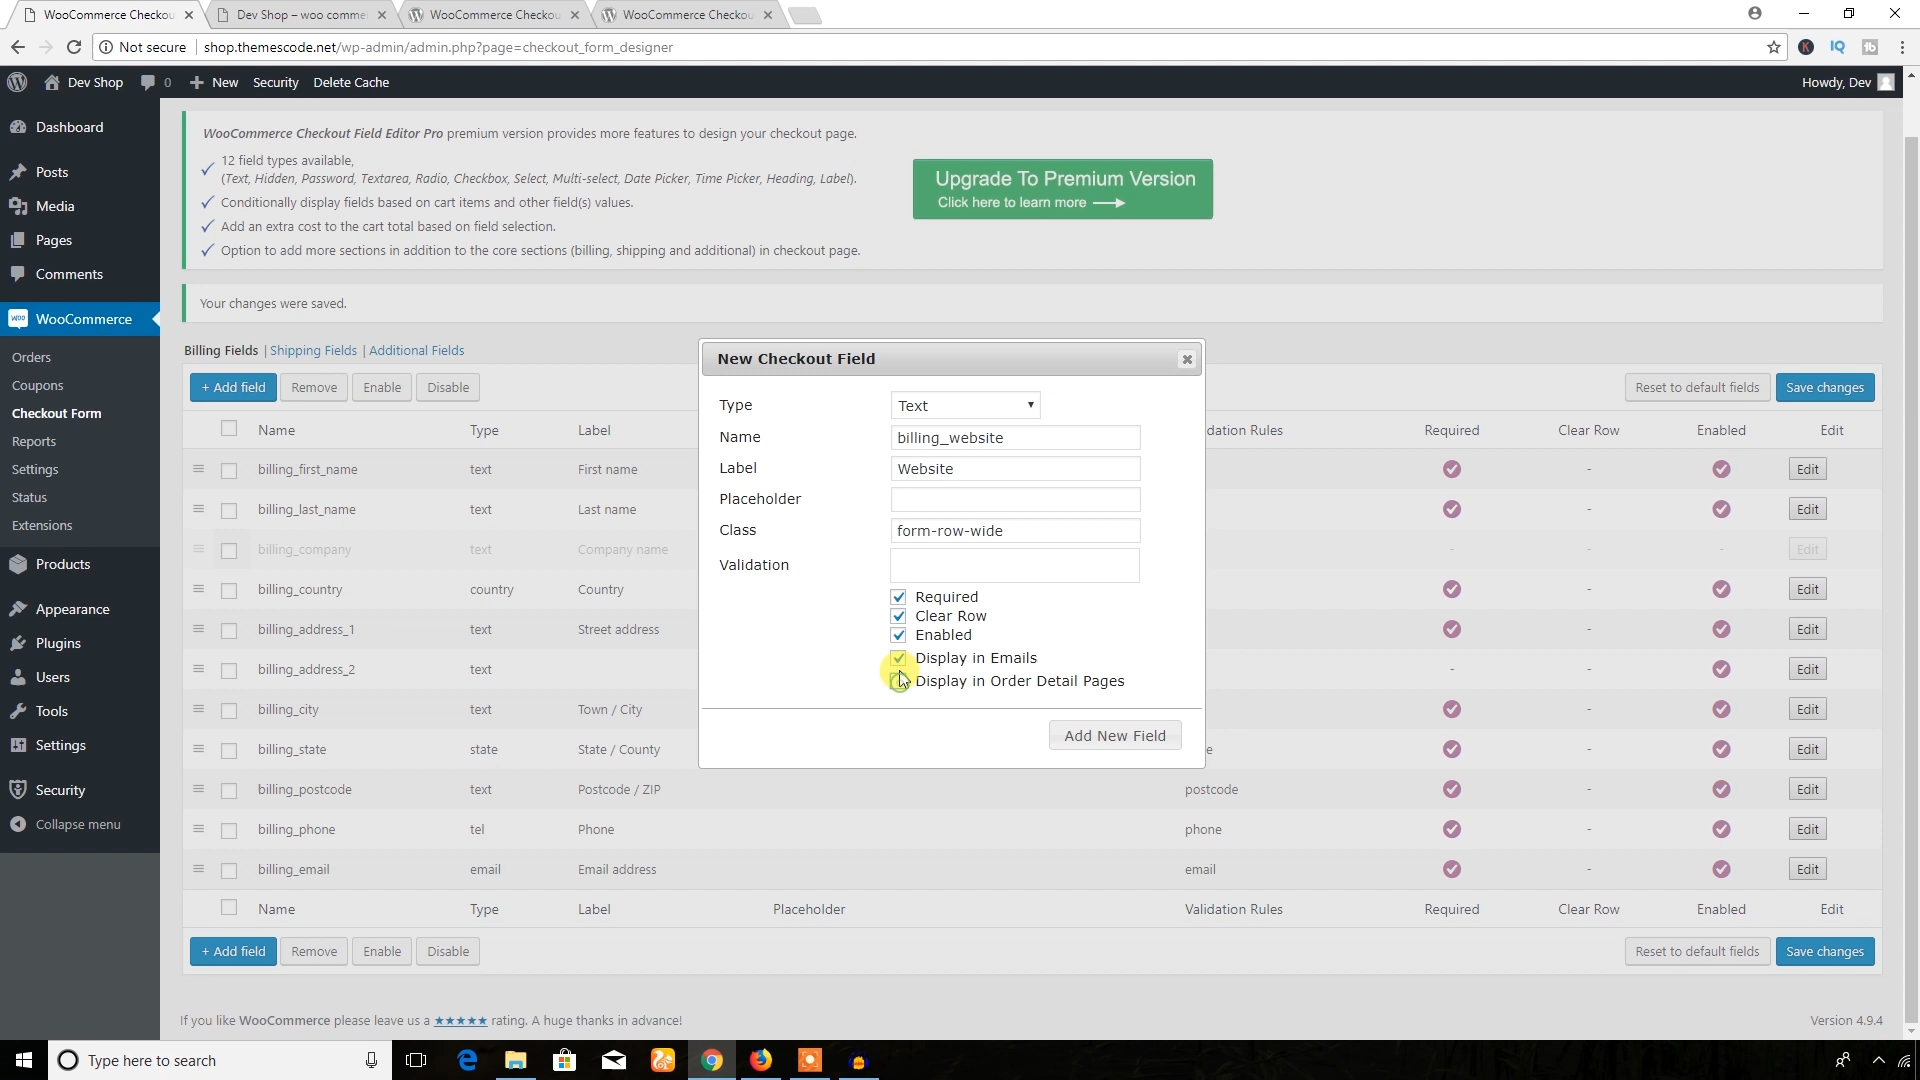 WooCommerce Checkou
Dev Shop – woo comme
WooCommerce Checkou
WooCommerce Checkou
Not secure
shop.themescode.net/wp-admin/admin.php?page=checkout_form_designer
Dev Shop
0
New
Security
Delete Cache
Howdy, Dev
Dashboard
Posts
Media
Pages
Comments
WooCommerce
Orders
Coupons
Checkout Form
Reports
Settings
Status
Extensions
Products
Appearance
Plugins
Users
Tools
Settings
Security
Collapse menu
WooCommerce Checkout Field Editor Pro premium version provides more features to design your checkout page.
12 field types available,
(Text, Hidden, Password, Textarea, Radio, Checkbox, Select, Multi-select, Date Picker, Time Picker, Heading, Label).
Conditionally display fields based on cart items and other field(s) values.
Add an extra cost to the cart total based on field selection.
Option to add more sections in addition to the core sections (billing, shipping and additional) in checkout page.
Upgrade To Premium Version
Click here to learn more
Your changes were saved.
Billing Fields | Shipping Fields | Additional Fields
+ Add field Remove Enable Disable Reset to default fields Save changes
Name Type Label dation Rules Required Clear Row Enabled Edit
billing_first_name text First name - Edit
billing_last_name text Last name - Edit
billing_company text Company name - - - Edit
billing_country country Country - Edit
billing_address_1 text Street address - Edit
billing_address_2 text - - Edit
billing_city text Town / City - Edit
billing_state state State / County e - Edit
billing_postcode text Postcode / ZIP postcode - Edit
billing_phone tel Phone phone - Edit
billing_email email Email address email - Edit
Name Type Label Placeholder Validation Rules Required Clear Row Enabled Edit
+ Add field Remove Enable Disable Reset to default fields Save changes
New Checkout Field
Type Text
Name billing_website
Label Website
Placeholder
Class form-row-wide
Validation
Required
Clear Row
Enabled
Display in Emails
Display in Order Detail Pages
Add New Field
If you like WooCommerce please leave us a ★★★★★ rating. A huge thanks in advance!
Version 4.9.4
Type here to search